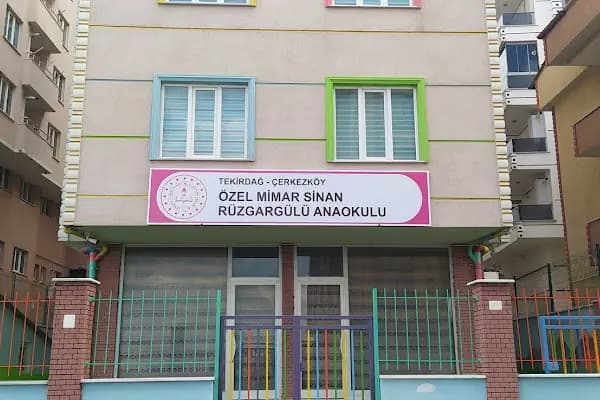 TEKİRDAĞ - ÇERKEZKÖY
ÖZEL MİMAR SİNAN
RÜZGARGÜLÜ ANAOKULU